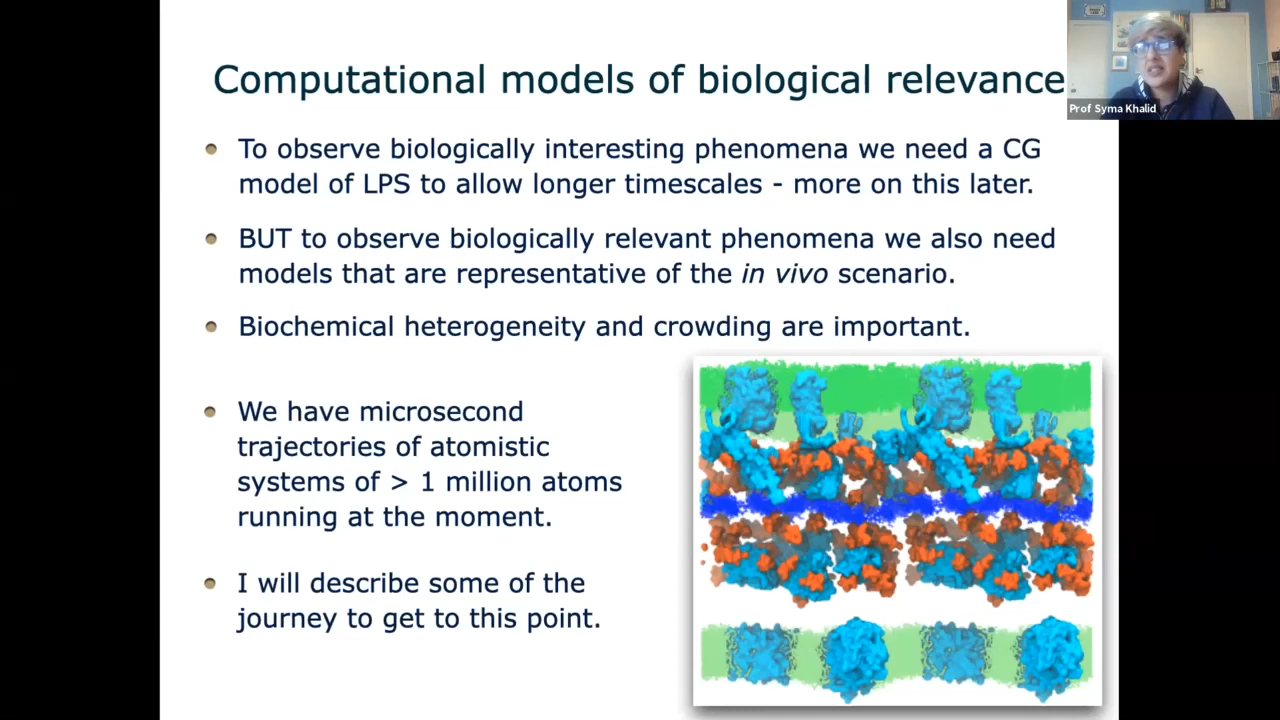 Computational models of biological relevance
Prof Syma Khalid
To observe biologically interesting phenomena we need a CG
model of LPS to allow longer timescales - more on this later.
BUT to observe biologically relevant phenomena we also need
models that are representative of the in vivo scenario.
Biochemical heterogeneity and crowding are important.
We have microsecond
trajectories of atomistic
systems of > 1 million atoms
running at the moment.
I will describe some of the
journey to get to this point.